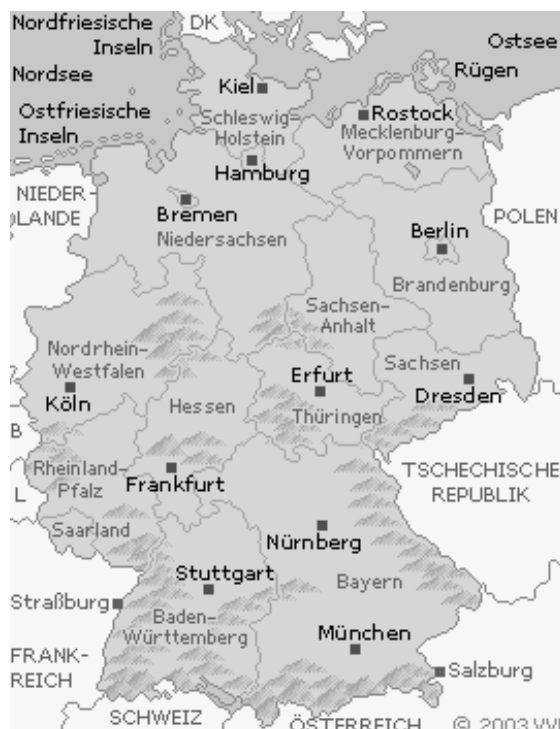 Nordfriesische
Inseln
DK
Ostsee
Nordsee
Kiel
Rügen
Ostfriesische
Inseln
Schleswig-
Holstein
Rostock
Mecklenburg-
Vorpommern
Hamburg
NIEDER-
LANDE
Bremen
Niedersachsen
Berlin
POLEN
Brandenburg
Sachsen-
Anhalt
Nordrhein-
Westfalen
Sachsen
Erfurt
Dresden
Köln
Hessen
Thüringen
B
Rheinland-
Pfalz
Frankfurt
TSCHECHISCHE
REPUBLIK
L
Saarland
Nürnberg
Stuttgart
Bayern
Straßburg
Baden-
Württemberg
München
FRANK-
REICH
Salzburg
SCHWEIZ
ÖSTERREICH
© 2003